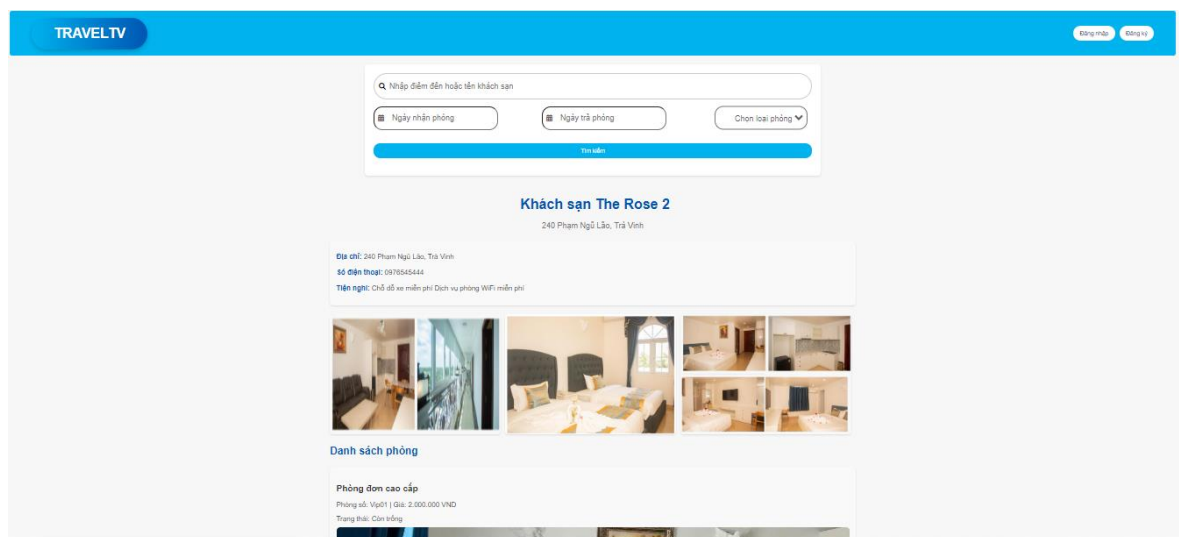 TRAVELTV
Đăng nhập Đăng ký
Nhập điểm đến hoặc tên khách sạn
Ngày nhận phòng Ngày trả phòng Chọn loại phòng
Tìm kiếm
Khách sạn The Rose 2
240 Phạm Ngũ Lão, Trà Vinh
Địa chỉ: 240 Phạm Ngũ Lão, Trà Vinh
Số điện thoại: 0976545444
Tiện nghi: Chỗ đỗ xe miễn phí Dịch vụ phòng WiFi miễn phí
Danh sách phòng
Phòng đơn cao cấp
Phòng số: Vip01 | Giá: 2.000.000 VND
Trạng thái: Còn trống